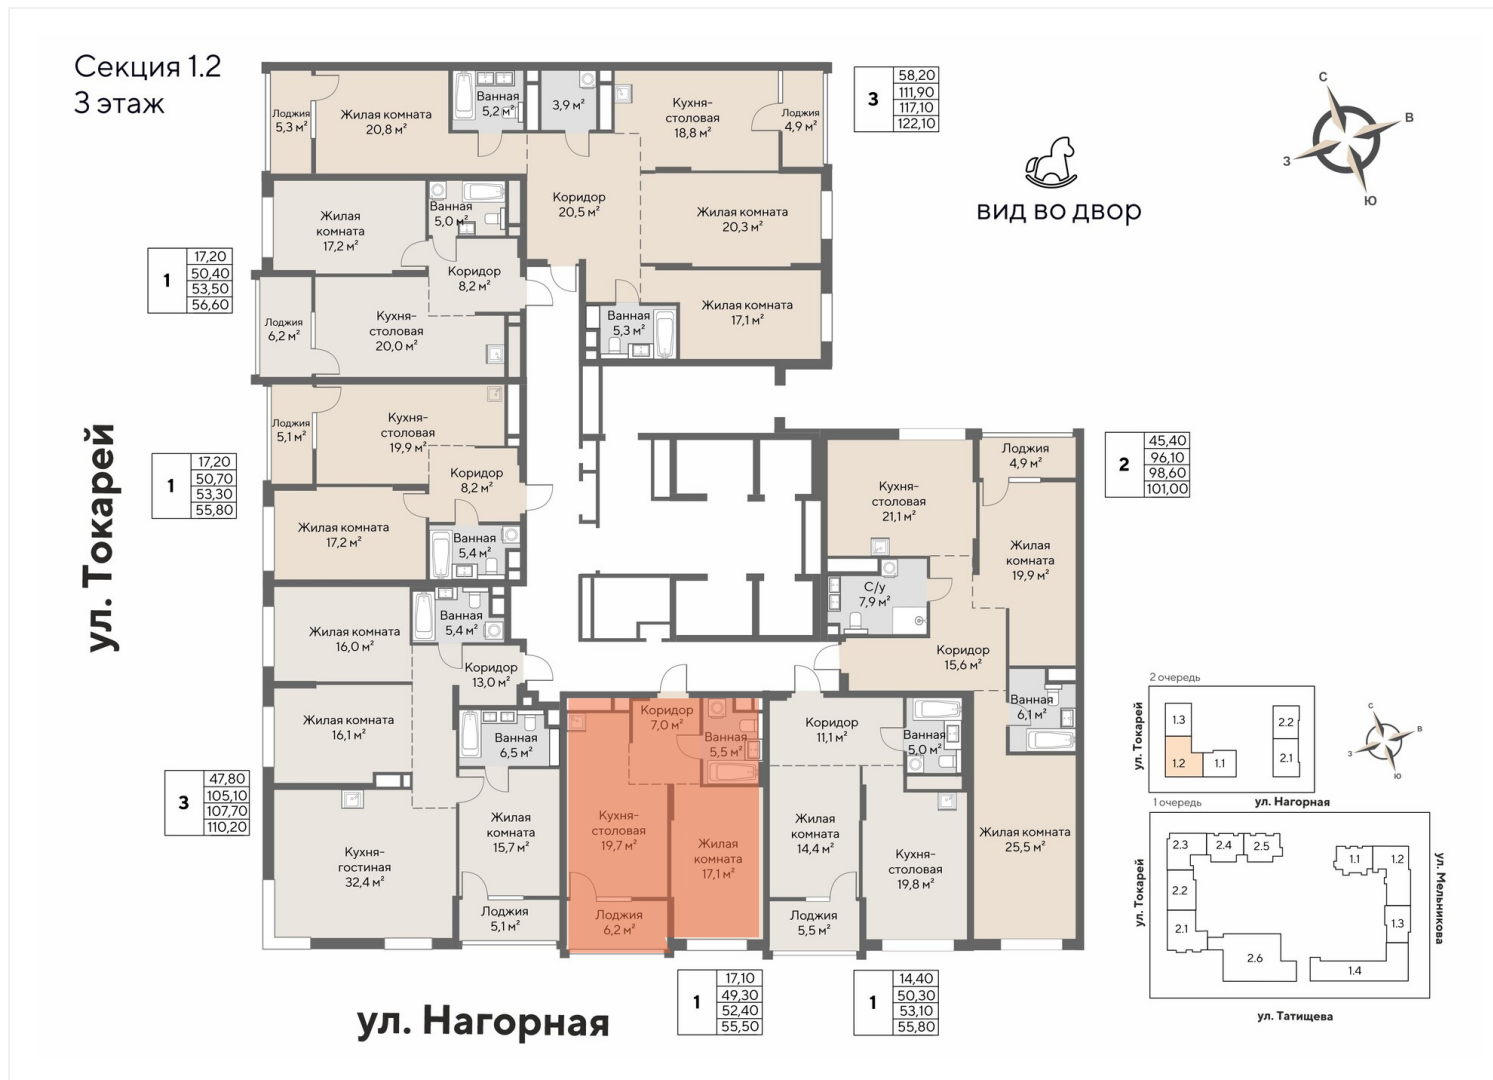 Секция 1.2
3 этаж
Лоджия
5,3 м²
Жилая комната
20,8 м²
Ванная
5,2 м²
3,9 м²
Кухня-
столовая
18,8 м²
Лоджия
4,9 м²
3
58,20
111,90
117,10
122,10
вид во двор
С
В
З
Ю
Жилая
комната
17,2 м²
Ванная
5,0 м²
Коридор
20,5 м²
Жилая комната
20,3 м²
1
17,20
50,40
53,50
56,60
Коридор
8,2 м²
Лоджия
6,2 м²
Кухня-
столовая
20,0 м²
Ванная
5,3 м²
Жилая комната
17,1 м²
ул. Токарей
1
17,20
50,70
53,30
55,80
Лоджия
5,1 м²
Кухня-
столовая
19,9 м²
Коридор
8,2 м²
Жилая комната
17,2 м²
Ванная
5,4 м²
Кухня-
столовая
21,1 м²
Лоджия
4,9 м²
2
45,40
96,10
98,60
101,00
Жилая
комната
19,9 м²
С/у
7,9 м²
Коридор
15,6 м²
Ванная
6,1 м²
Жилая комната
25,5 м²
Жилая комната
16,0 м²
Ванная
5,4 м²
Коридор
13,0 м²
Жилая комната
16,1 м²
Ванная
6,5 м²
3
47,80
105,10
107,70
110,20
Кухня-
гостиная
32,4 м²
Жилая
комната
15,7 м²
Лоджия
5,1 м²
Коридор
7,0 м²
Ванная
5,5 м²
Кухня-
столовая
19,7 м²
Жилая
комната
17,1 м²
Лоджия
6,2 м²
Коридор
11,1 м²
Ванная
5,0 м²
Жилая
комната
14,4 м²
Кухня-
столовая
19,8 м²
Лоджия
5,5 м²
1
17,10
49,30
52,40
55,50
1
14,40
50,30
53,10
55,80
ул. Нагорная
2 очередь
ул. Токарей
1.3
1.2
1.1
2.2
2.1
С
В
З
Ю
ул. Нагорная
1 очередь
ул. Токарей
2.3
2.4
2.5
2.2
2.1
2.6
1.1
1.2
1.3
1.4
ул. Мельникова
ул. Татищева